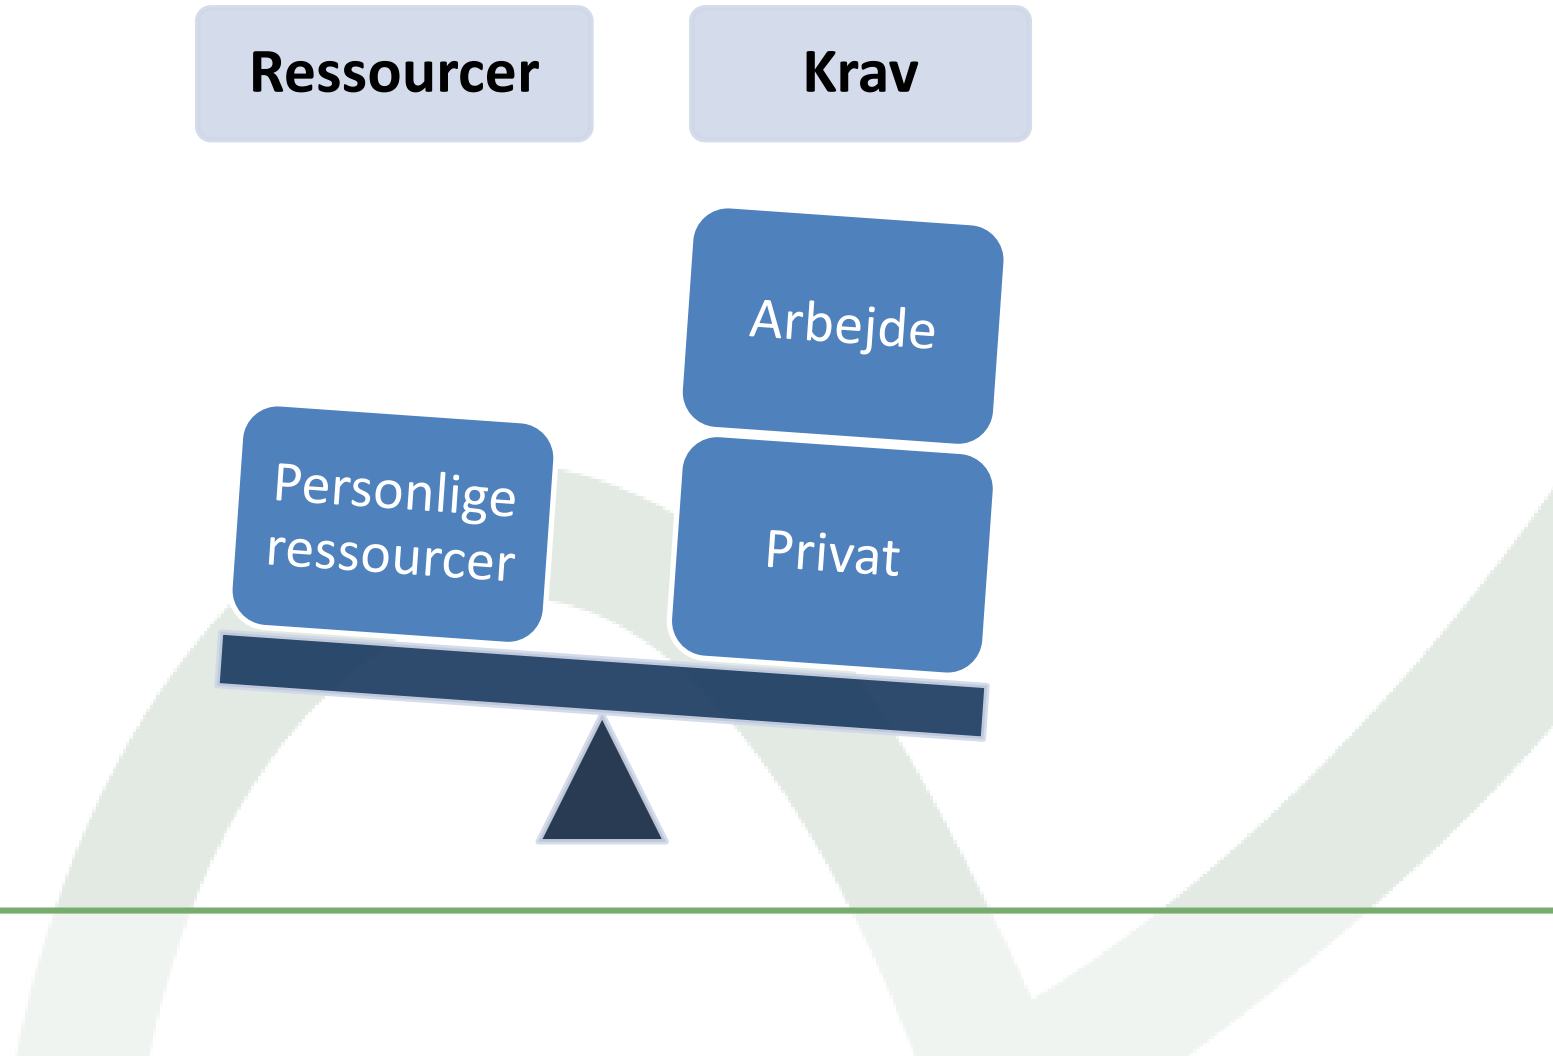 Ressourcer
Krav
Arbejde
Personlige
ressourcer
Privat